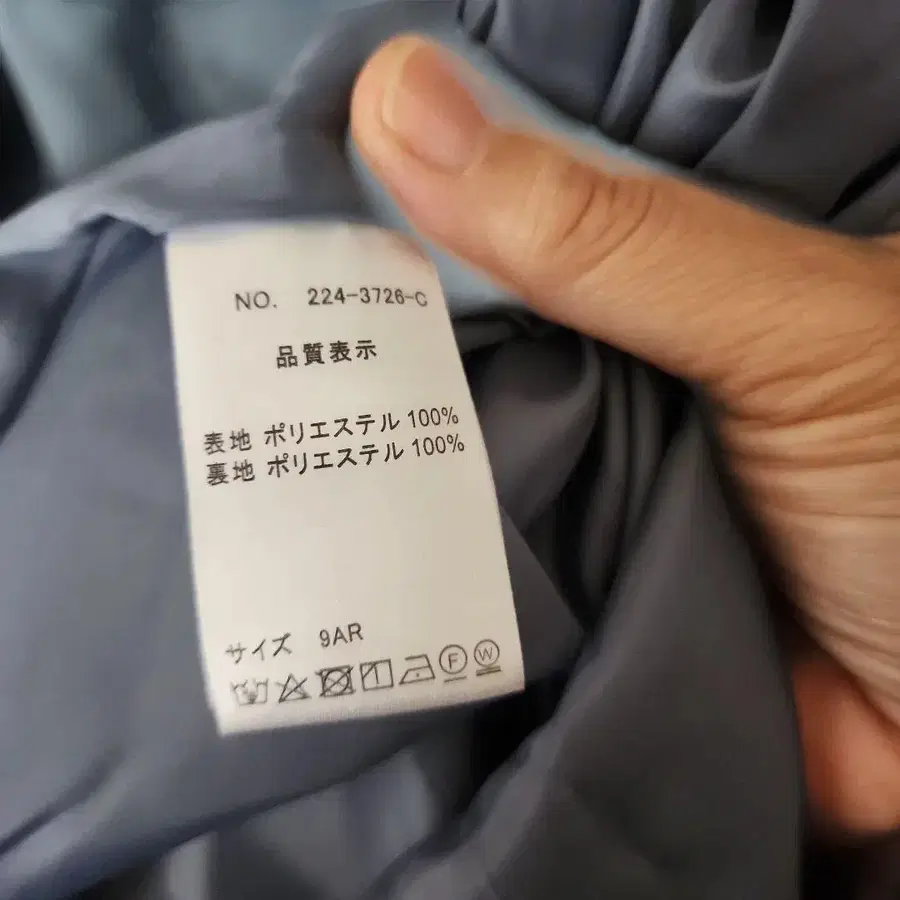 NO. 224-3726-C
品質表示
表地 ポリエステル 100%
裏地 ポリエステル 100%
サイズ 9AR
F W